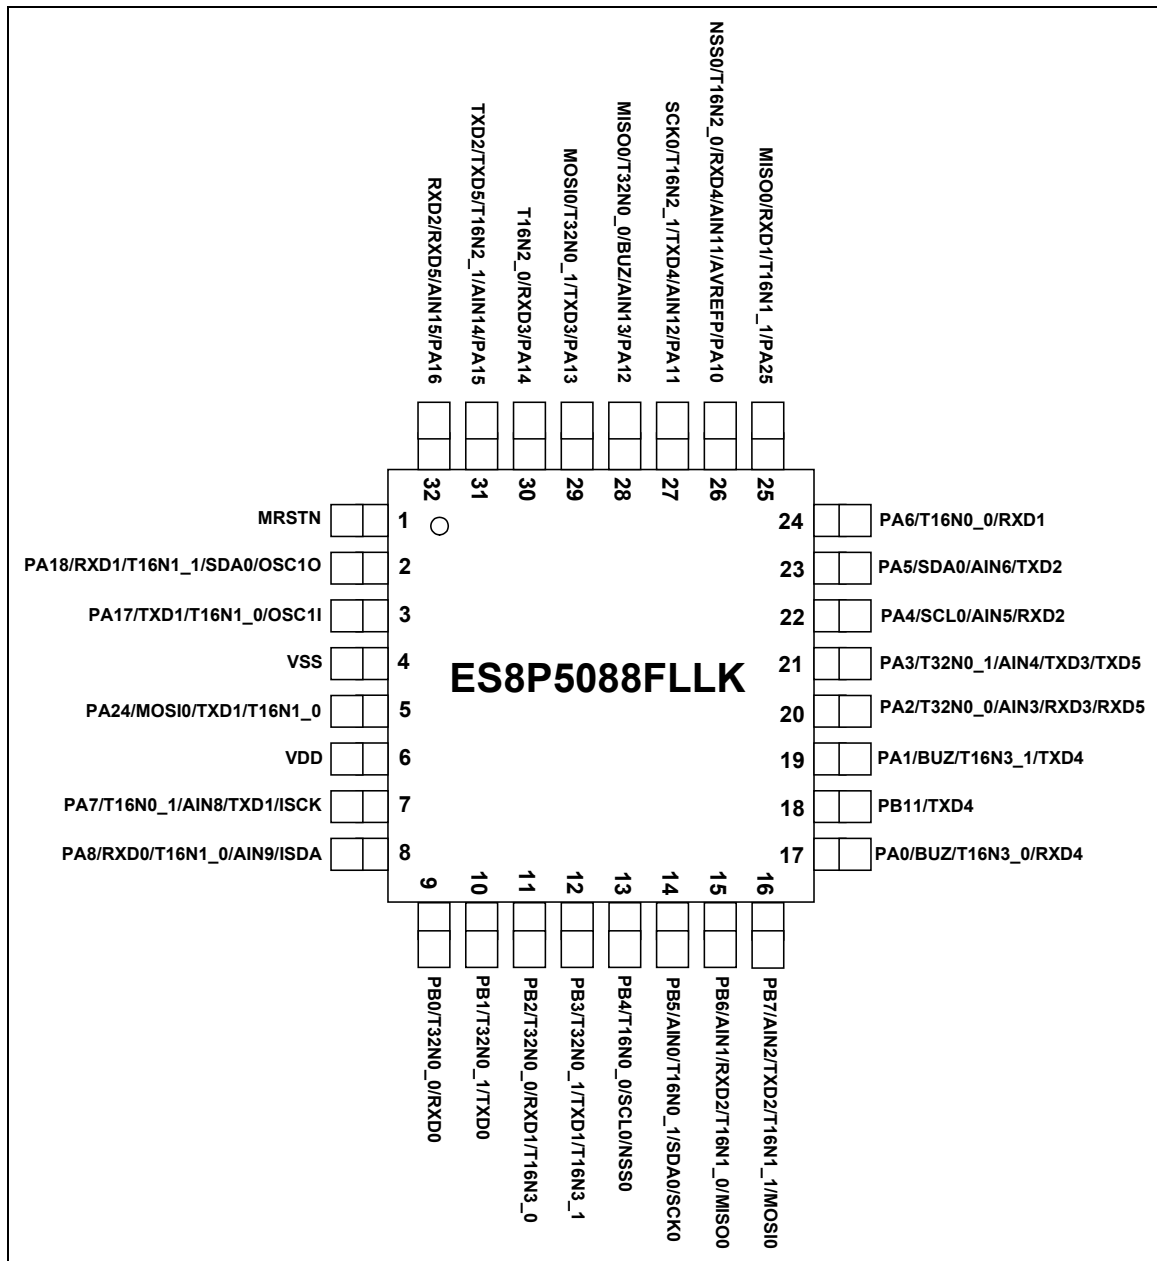 RXD2/RXD5/AIN15/PA16
TXD2/TXD5/T16N2_1/AIN14/PA15
T16N2_0/RXD3/PA14
MOSI0/T32N0_1/TXD3/PA13
MISO0/T32N0_0/BUZ/AIN13/PA12
SCK0/T16N2_1/TXD4/AIN12/PA11
NSS0/T16N2_0/RXD4/AIN11/AVREFP/PA10
MISO0/RXD1/T16N1_1/PA25
32
31
30
29
28
27
26
25
MRSTN
1
PA18/RXD1/T16N1_1/SDA0/OSC1O
2
PA17/TXD1/T16N1_0/OSC1I
3
VSS
4
PA24/MOSI0/TXD1/T16N1_0
5
VDD
6
PA7/T16N0_1/AIN8/TXD1/ISCK
7
PA8/RXD0/T16N1_0/AIN9/ISDA
8
ES8P5088FLLK
24
PA6/T16N0_0/RXD1
23
PA5/SDA0/AIN6/TXD2
22
PA4/SCL0/AIN5/RXD2
21
PA3/T32N0_1/AIN4/TXD3/TXD5
20
PA2/T32N0_0/AIN3/RXD3/RXD5
19
PA1/BUZ/T16N3_1/TXD4
18
PB11/TXD4
17
PA0/BUZ/T16N3_0/RXD4
9
10
11
12
13
14
15
16
PB0/T32N0_0/RXD0
PB1/T32N0_1/TXD0
PB2/T32N0_0/RXD1/T16N3_0
PB3/T32N0_1/TXD1/T16N3_1
PB4/T16N0_0/SCL0/NSS0
PB5/AIN0/T16N0_1/SDA0/SCK0
PB6/AIN1/RXD2/T16N1_0/MISO0
PB7/AIN2/TXD2/T16N1_1/MOSI0